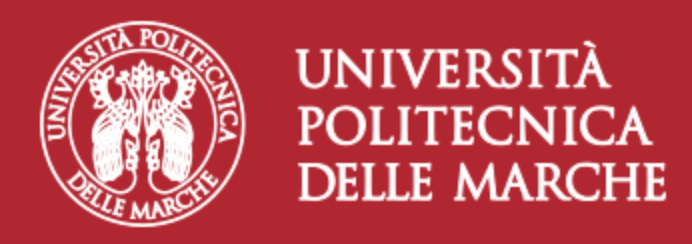 UNIVERSITÀ POLITECNICA
DELLE MARCHE
UNIVERSITÀ
POLITECNICA
DELLE MARCHE